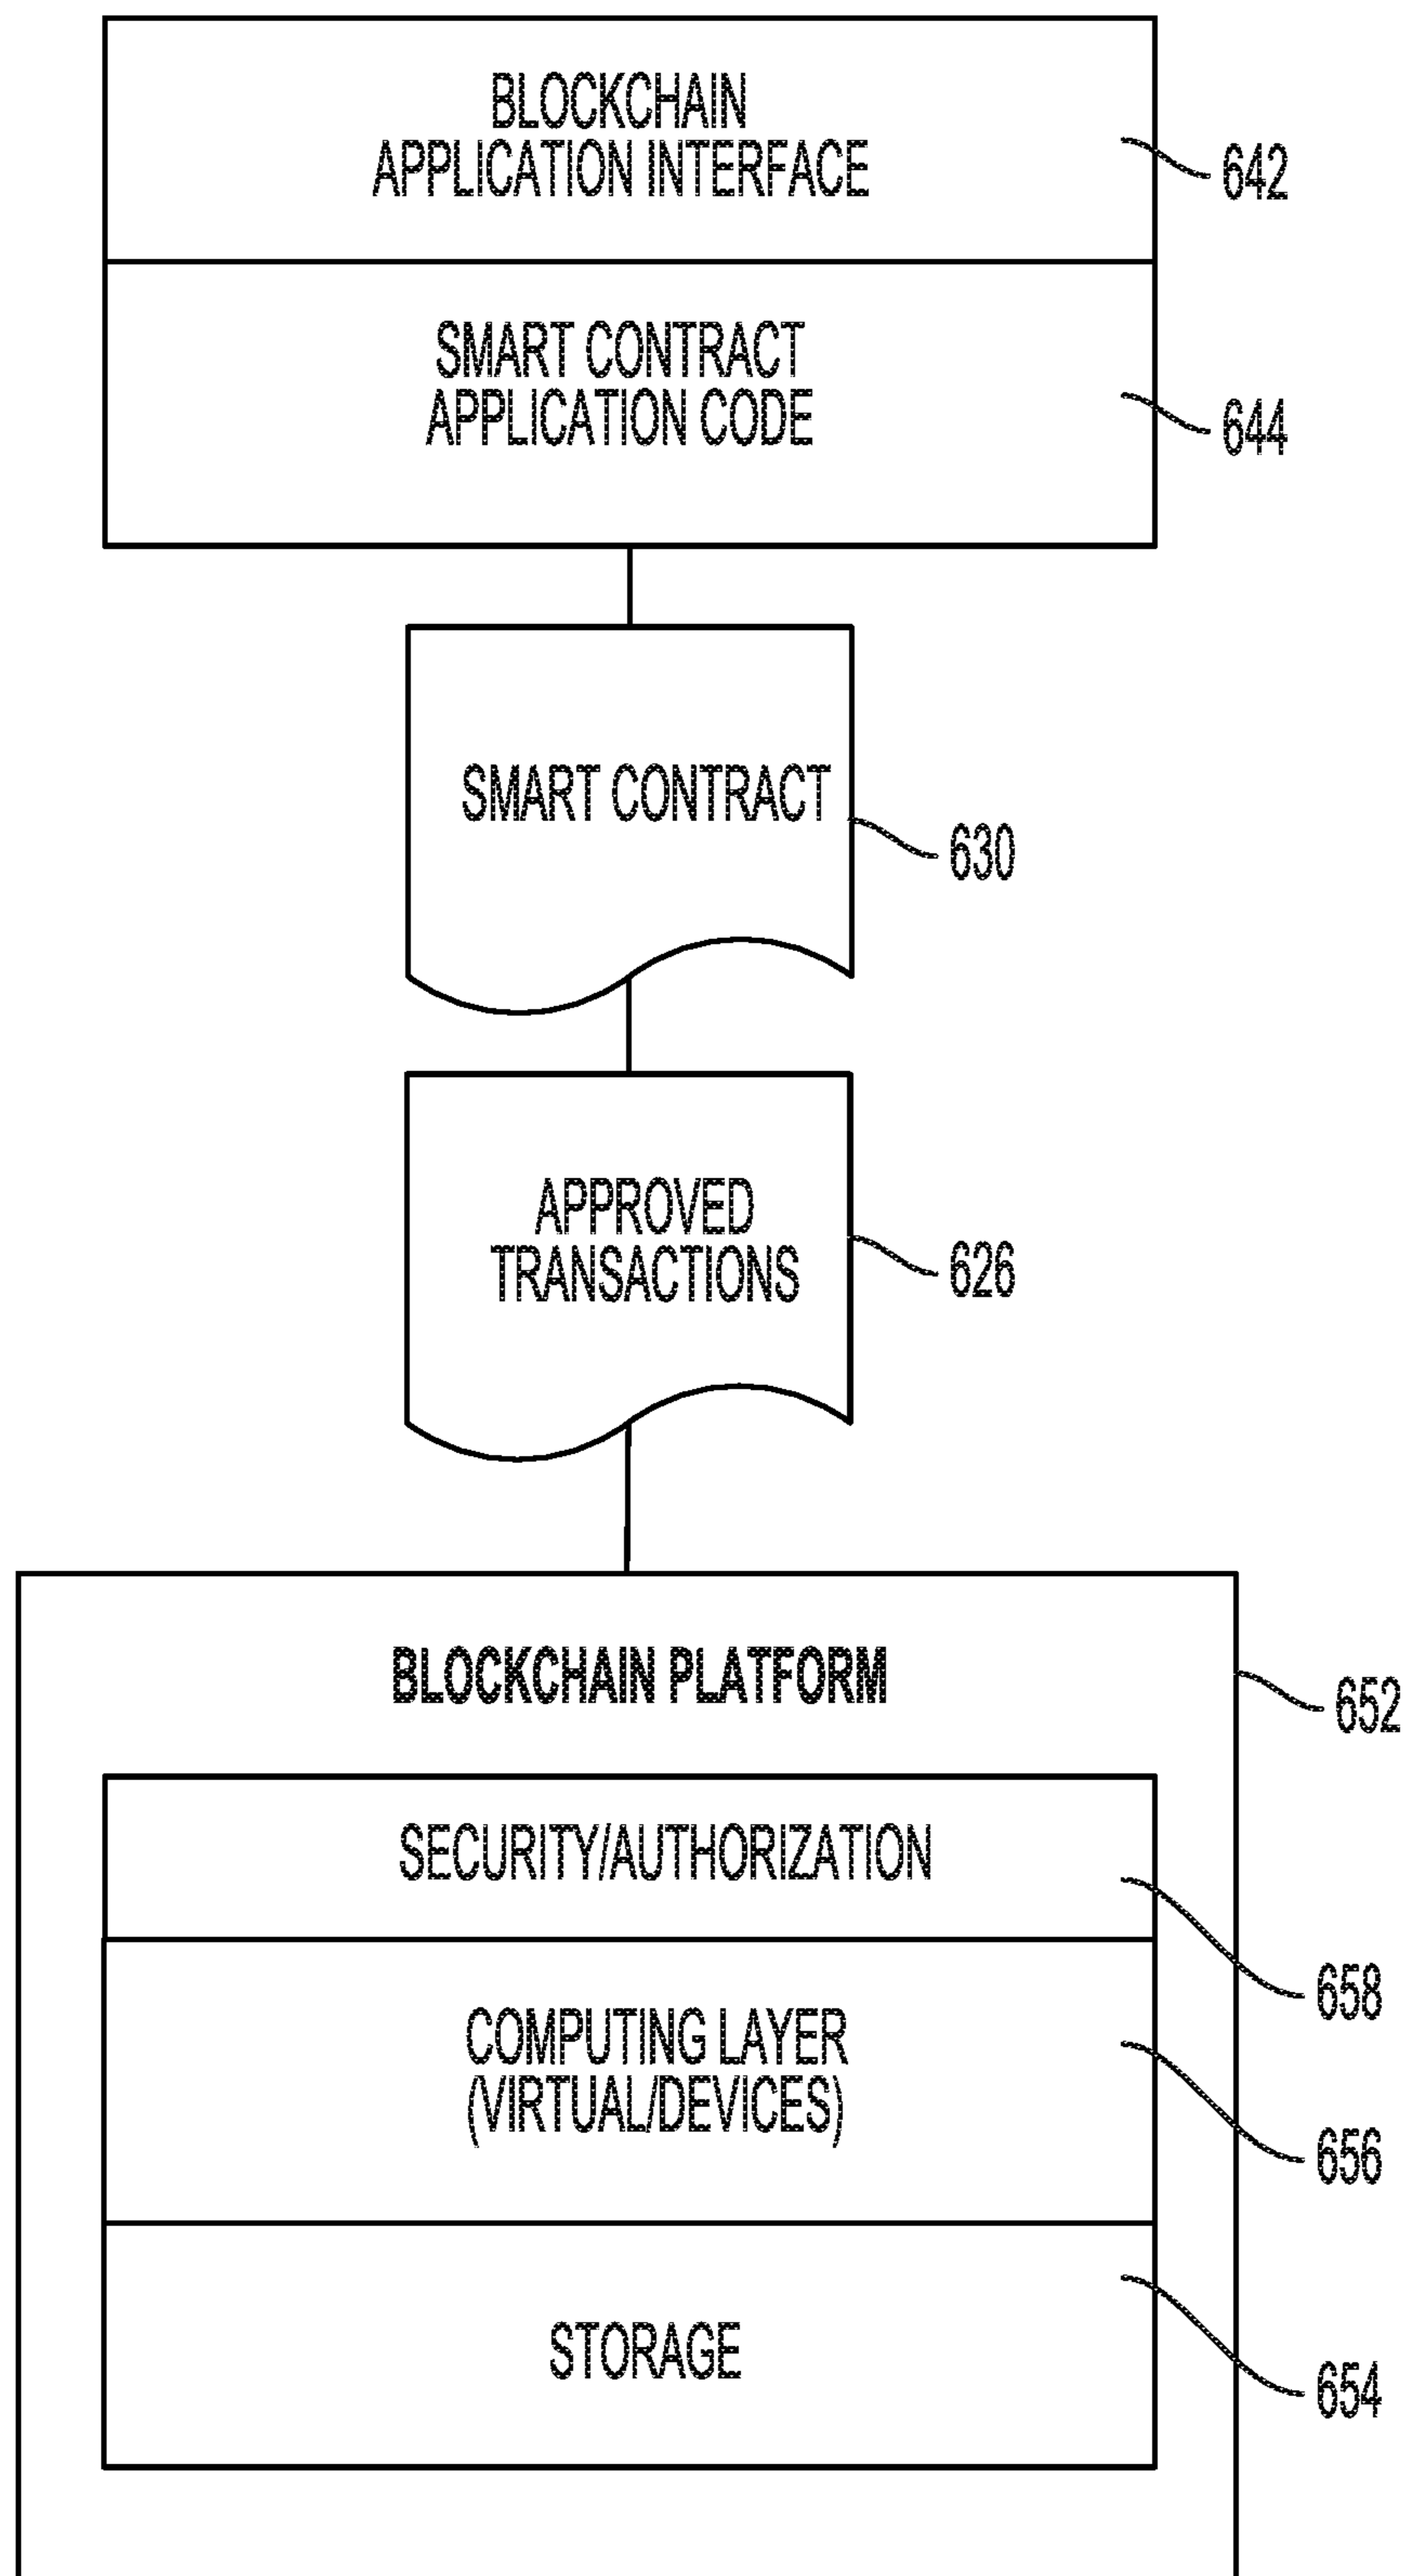 BLOCKCHAIN
APPLICATION INTERFACE
642
SMART CONTRACT
APPLICATION CODE
644
SMART CONTRACT
630
APPROVED
TRANSACTIONS
626
BLOCKCHAIN PLATFORM
652
SECURITY/AUTHORIZATION
658
COMPUTING LAYER
(VIRTUAL/DEVICES)
656
STORAGE
654